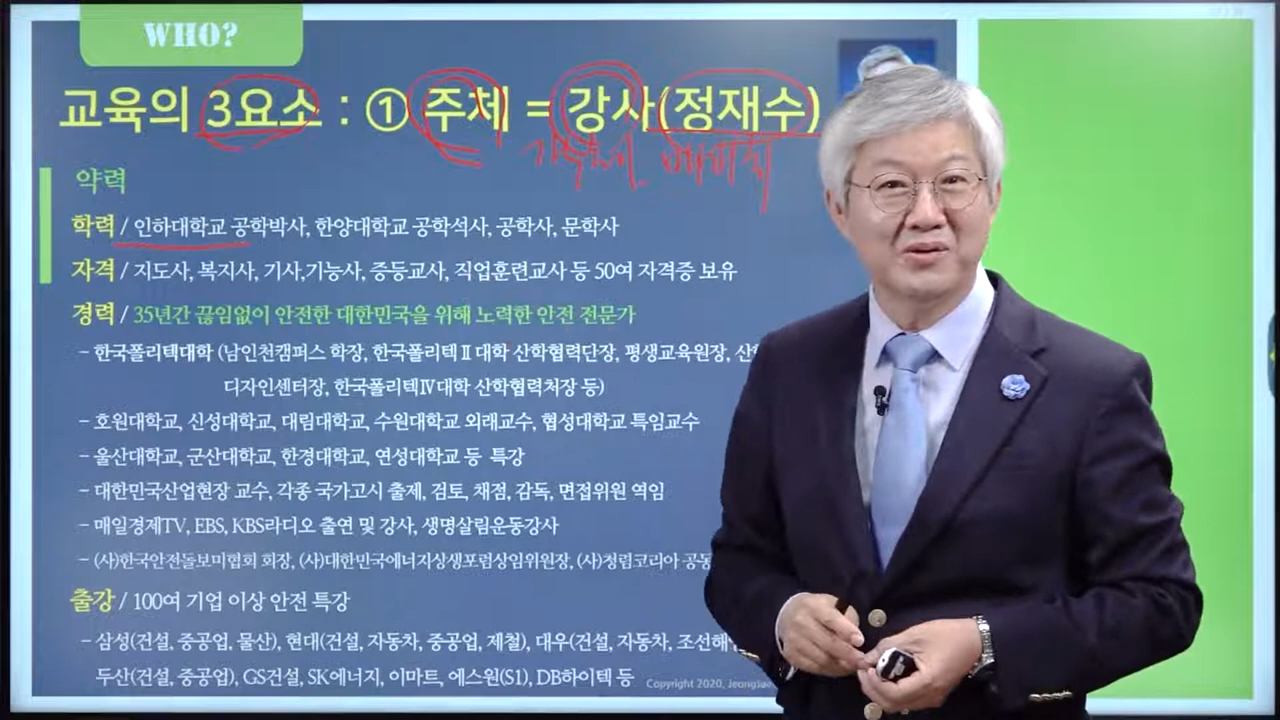 WHO?
교육의 3요소 : ① 주체 = 강사(정재수)
약력
학력 / 인하대학교 공학박사, 한양대학교 공학석사, 공학사, 문학사
자격 / 지도사, 복지사, 기사,기능사, 중등교사, 직업훈련교사 등 50여 자격증 보유
경력 / 35년간 끊임없이 안전한 대한민국을 위해 노력한 안전 전문가
- 한국폴리텍대학 (남인천캠퍼스 학장, 한국폴리텍Ⅱ대학 산학협력단장, 평생교육원장,
디자인센터장, 한국폴리텍Ⅳ대학 산학협력처장 등)
- 호원대학교, 신성대학교, 대림대학교, 수원대학교 외래교수, 협성대학교 특임교수
- 울산대학교, 군산대학교, 한경대학교, 연성대학교 등 특강
- 대한민국산업현장 교수, 각종 국가고시 출제, 검토, 채점, 감독, 면접위원 역임
- 매일경제TV, EBS, KBS라디오 출연 및 강사, 생명살림운동강사
- (사)한국안전돌보미협회 회장, (사)대한민국에너지상생포럼상임위원장, (사)청렴코리아 공동
출강 / 100여 기업 이상 안전 특강
- 삼성(건설, 중공업, 물산), 현대(건설, 자동차, 중공업, 제철), 대우(건설, 자동차, 조선해
두산(건설, 중공업), GS건설, SK에너지, 이마트, 에스원(S1), DB하이텍 등
Copyright 2020,